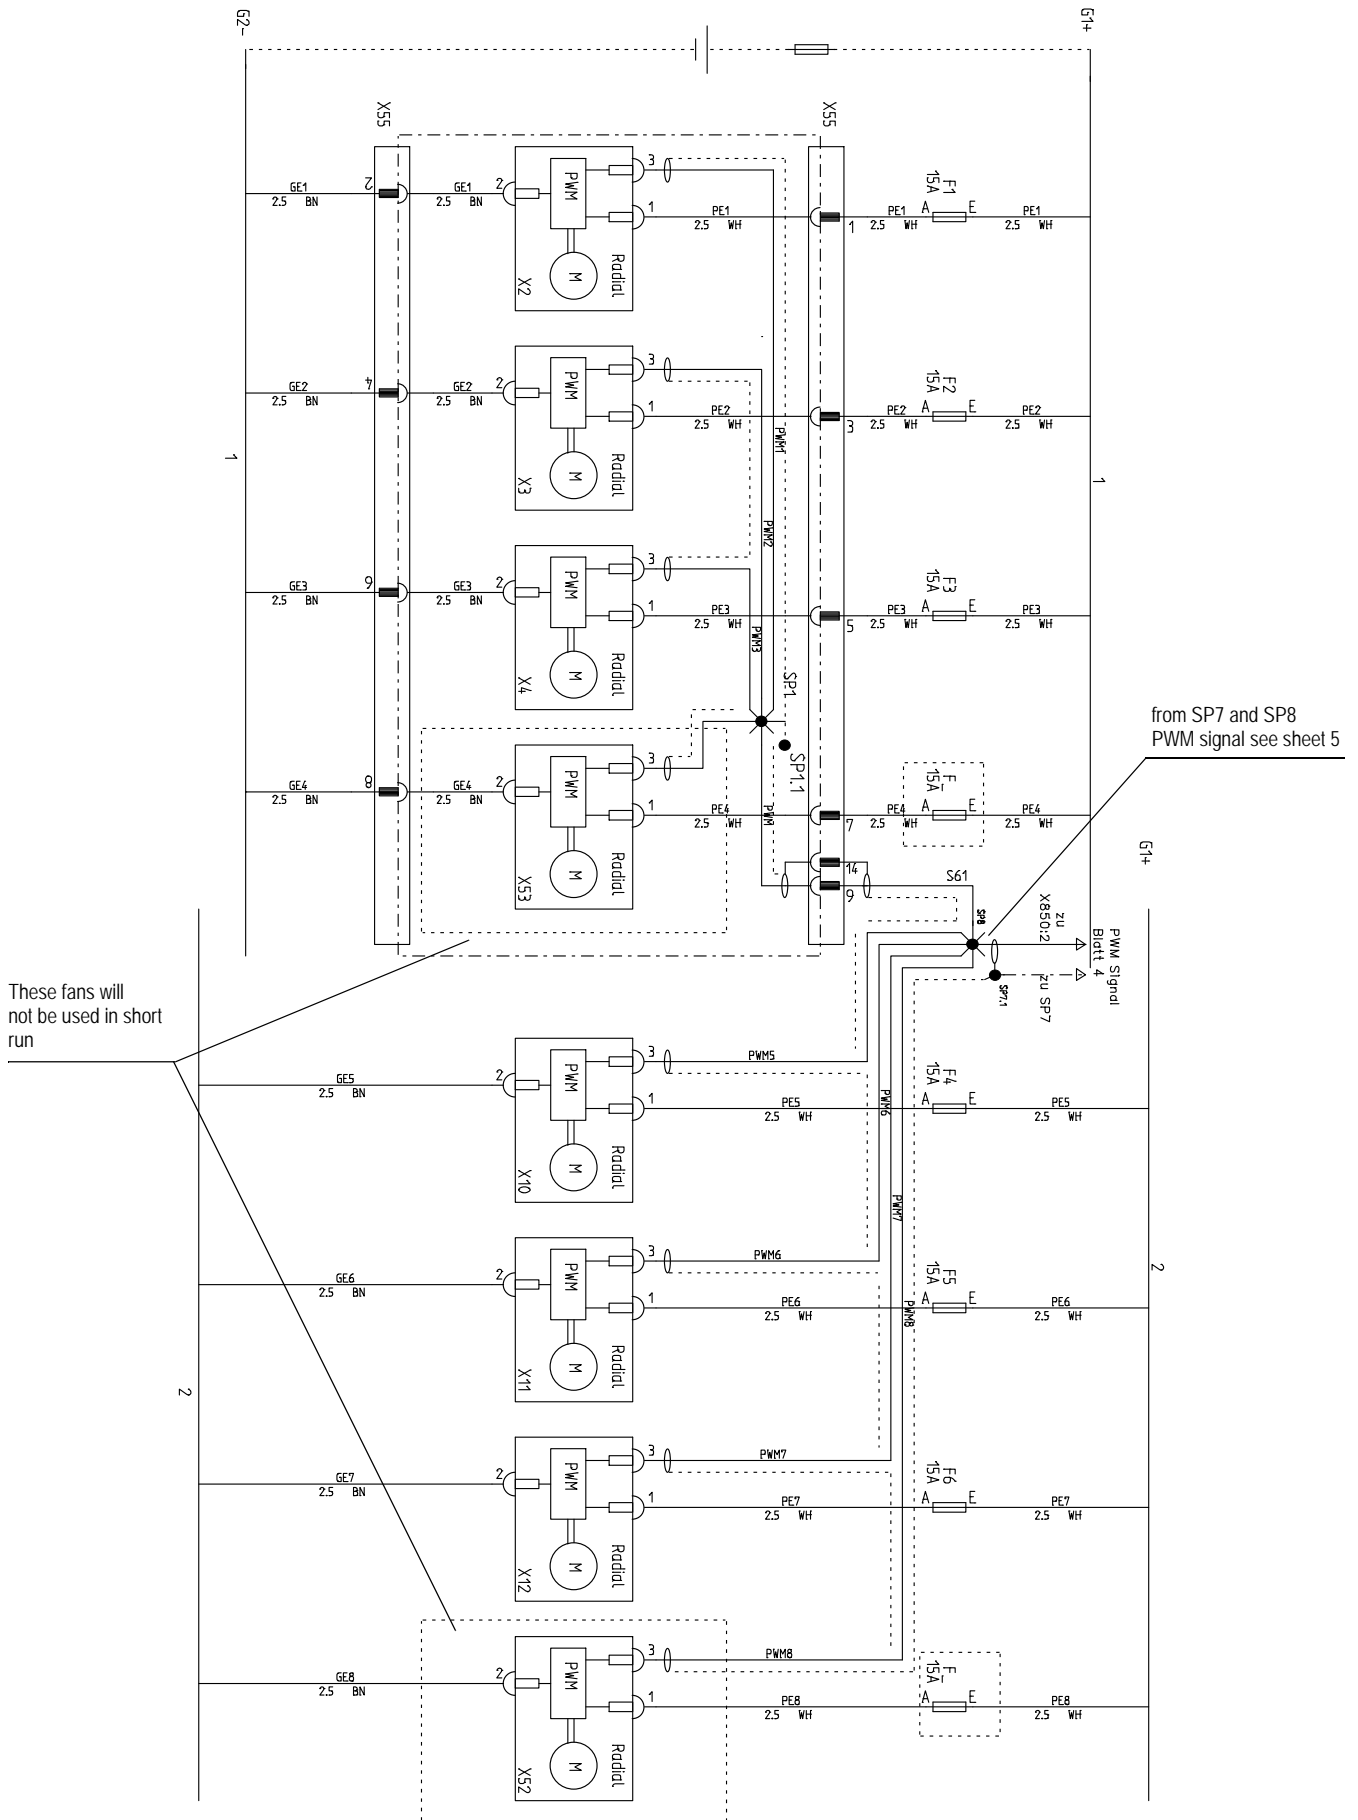 G2-
G1+
X55
X55
GE1
2.5 BN
2
GE1
2.5 BN
2
PWM
M
Radial
X2
3
1
PE1
2.5 WH
1
PE1
2.5 WH
F1
15A
A E
PE1
2.5 WH
GE2
2.5 BN
4
GE2
2.5 BN
2
PWM
M
Radial
X3
3
1
PE2
2.5 WH
3
PE2
2.5 WH
F2
15A
A E
PE2
2.5 WH
PWM1
1
1
PWM2
GE3
2.5 BN
6
GE3
2.5 BN
2
PWM
M
Radial
X4
3
1
PE3
2.5 WH
5
PE3
2.5 WH
F3
15A
A E
PE3
2.5 WH
PWM3
SP1
SP1.1
GE4
2.5 BN
8
GE4
2.5 BN
2
PWM
M
Radial
X53
3
1
PE4
2.5 WH
PWM
7
PE4
2.5 WH
F-
15A
A E
PE4
2.5 WH
14
9
S61
from SP7 and SP8
PWM signal see sheet 5
G1+
SP8
zu
X850:2
PWM Signal
Blatt 4
SP7.1
zu SP7
These fans will
not be used in short
run
GE5
2.5 BN
2
PWM
M
Radial
X10
3
1
PWM5
PE5
2.5 WH
PWM6
F4
15A
A E
PE5
2.5 WH
PWM7
GE6
2.5 BN
2
PWM
M
Radial
X11
3
1
PWM6
PE6
2.5 WH
PWM8
F5
15A
A E
PE6
2.5 WH
2
2
GE7
2.5 BN
2
PWM
M
Radial
X12
3
1
PWM7
PE7
2.5 WH
F6
15A
A E
PE7
2.5 WH
GE8
2.5 BN
2
PWM
M
Radial
X52
3
1
PWM8
PE8
2.5 WH
F-
15A
A E
PE8
2.5 WH